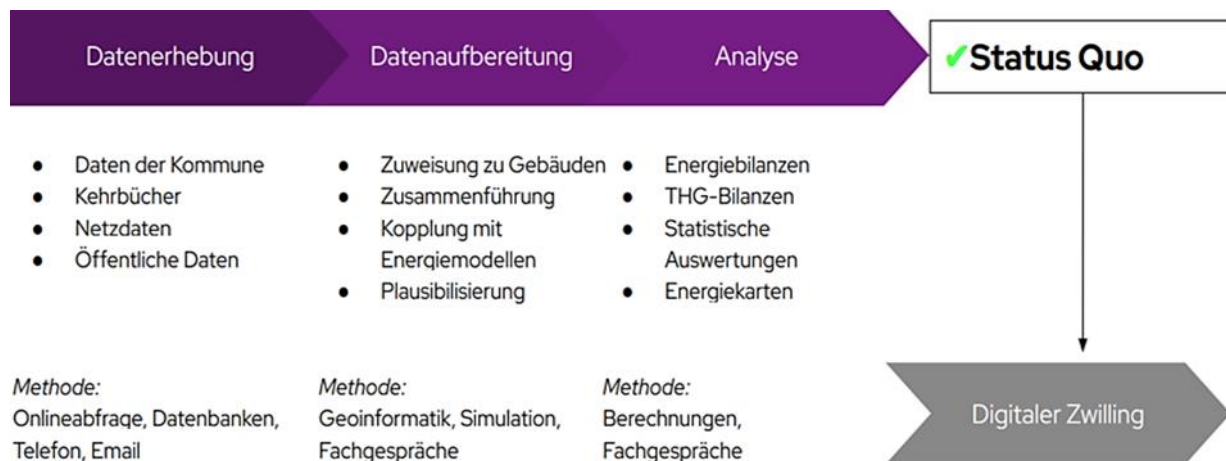 Datenerhebung
Datenaufbereitung
Analyse
✔Status Quo
● Daten der Kommune
● Kehrbücher
● Netzdaten
● Öffentliche Daten
● Zuweisung zu Gebäuden
● Zusammenführung
● Kopplung mit
Energiemodellen
● Plausibilisierung
● Energiebilanzen
● THG-Bilanzen
● Statistische
Auswertungen
● Energiekarten
Methode:
Onlineabfrage, Datenbanken,
Telefon, Email
Methode:
Geoinformatik, Simulation,
Fachgespräche
Methode:
Berechnungen,
Fachgespräche
Digitaler Zwilling